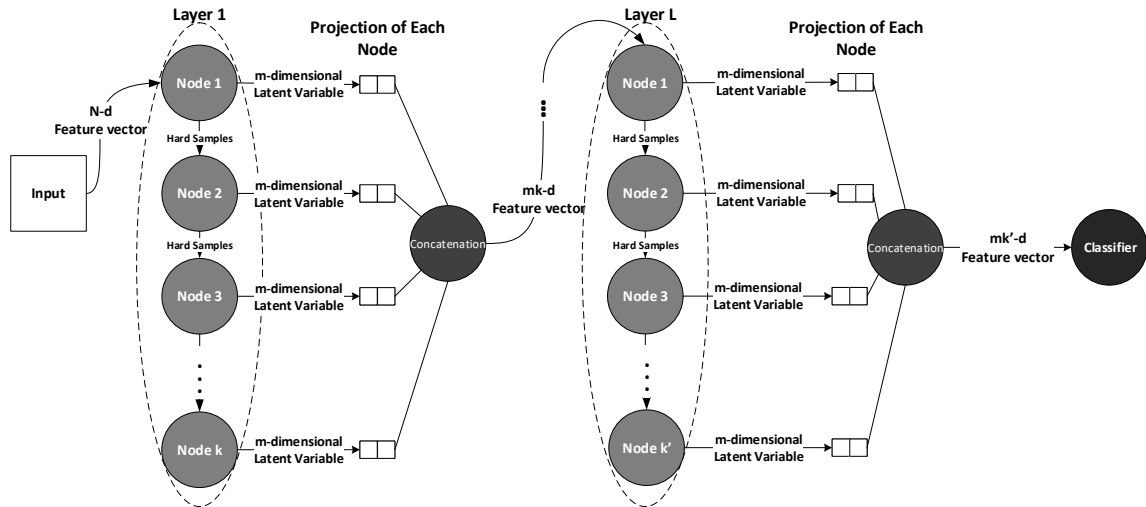 Layer 1
Projection of Each
Node
Input
N-d
Feature vector
Node 1
m-dimensional
Latent Variable
Hard Samples
Node 2
m-dimensional
Latent Variable
Hard Samples
Node 3
m-dimensional
Latent Variable
Node k
m-dimensional
Latent Variable
Concatenation
mk-d
Feature vector
Layer L
Projection of Each
Node
Node 1
m-dimensional
Latent Variable
Hard Samples
Node 2
m-dimensional
Latent Variable
Hard Samples
Node 3
m-dimensional
Latent Variable
Node k'
m-dimensional
Latent Variable
Concatenation
mk'-d
Feature vector
Classifier